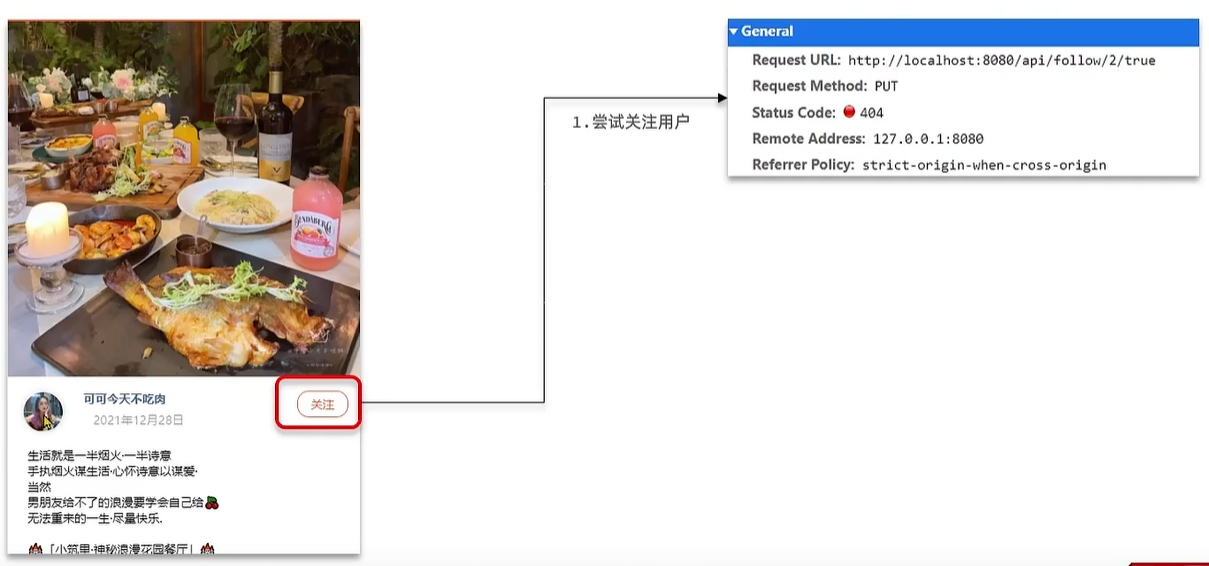 可可今天不吃肉
2021年12月28日
关注
生活就是一半烟火·一半诗意
手执烟火谋生活·心怀诗意以谋爱·
当然
男朋友给不了的浪漫要学会自己给🍒
无法重来的一生·尽量快乐.
「小筑里·神秘浪漫花园餐厅」
1.尝试关注用户
General
Request URL: http://localhost:8080/api/follow/2/true
Request Method: PUT
Status Code: 404
Remote Address: 127.0.0.1:8080
Referrer Policy: strict-origin-when-cross-origin
BUNDABERG